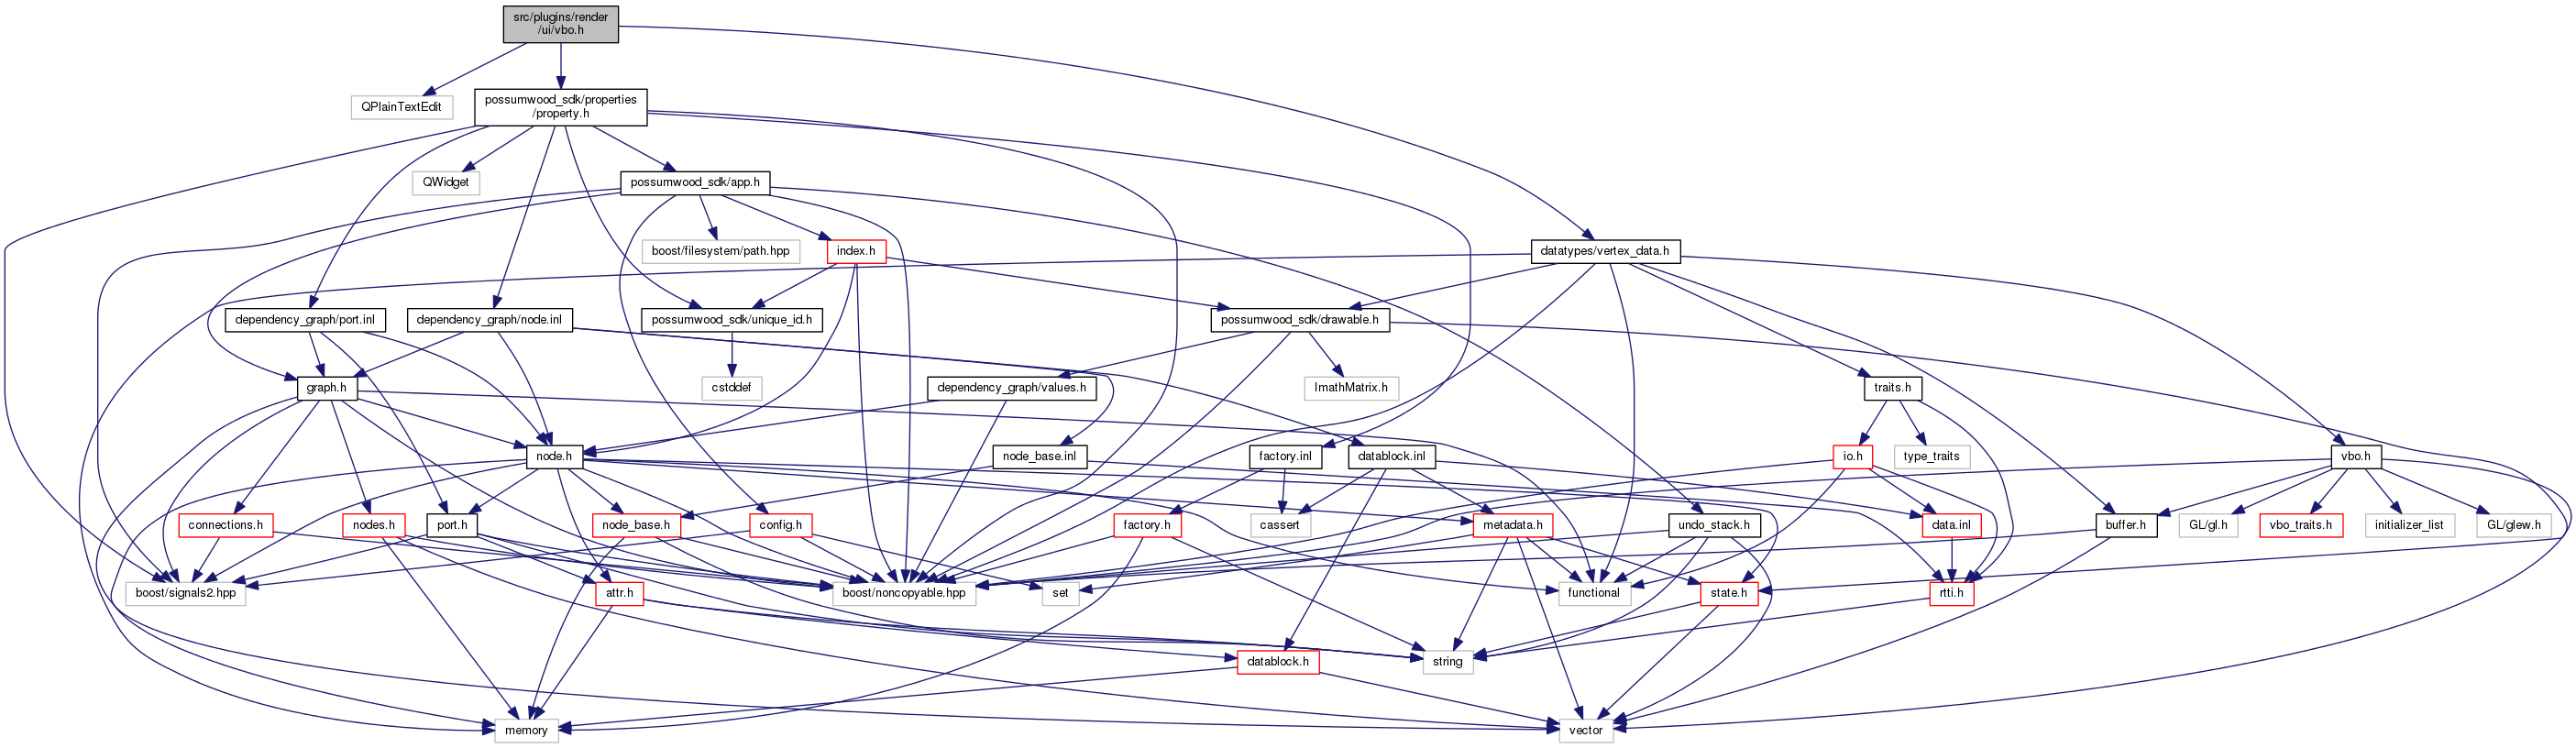 src/plugins/render
/ui/vbo.h
QPlainTextEdit
possumwood_sdk/properties
/property.h
QWidget
possumwood_sdk/app.h
boost/filesystem/path.hpp
index.h
datatypes/vertex_data.h
dependency_graph/port.inl
dependency_graph/node.inl
possumwood_sdk/unique_id.h
possumwood_sdk/drawable.h
graph.h
cstddef
dependency_graph/values.h
ImathMatrix.h
traits.h
node.h
node_base.inl
factory.inl
datablock.inl
io.h
type_traits
vbo.h
connections.h
nodes.h
port.h
node_base.h
config.h
factory.h
cassert
metadata.h
undo_stack.h
data.inl
buffer.h
GL/gl.h
vbo_traits.h
initializer_list
GL/glew.h
boost/signals2.hpp
attr.h
boost/noncopyable.hpp
set
functional
state.h
rtti.h
datablock.h
string
memory
vector